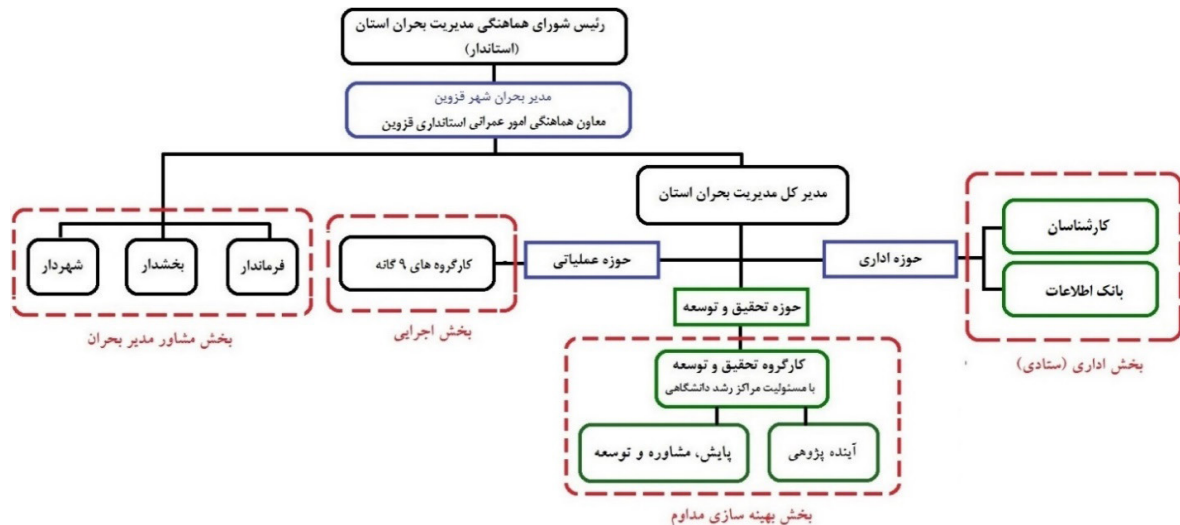 رئیس شورای هماهنگی مدیریت بحران استان
(استاندار)
مدیر بحران شهر قزوین
معاون هماهنگی امور عمرانی استانداری قزوین
مدیر کل مدیریت بحران استان
کارشناسان
بانک اطلاعات
حوزه اداری
بخش اداری (ستادی)
حوزه عملیاتی
کارگروه های ۹ گانه
بخش اجرایی
فرماندار
بخشدار
شهردار
بخش مشاور مدیر بحران
حوزه تحقیق و توسعه
کارگروه تحقیق و توسعه
با مسئولیت مراکز رشد دانشگاهی
آینده پژوهی
پایش، مشاوره و توسعه
بخش بهینه سازی مداوم